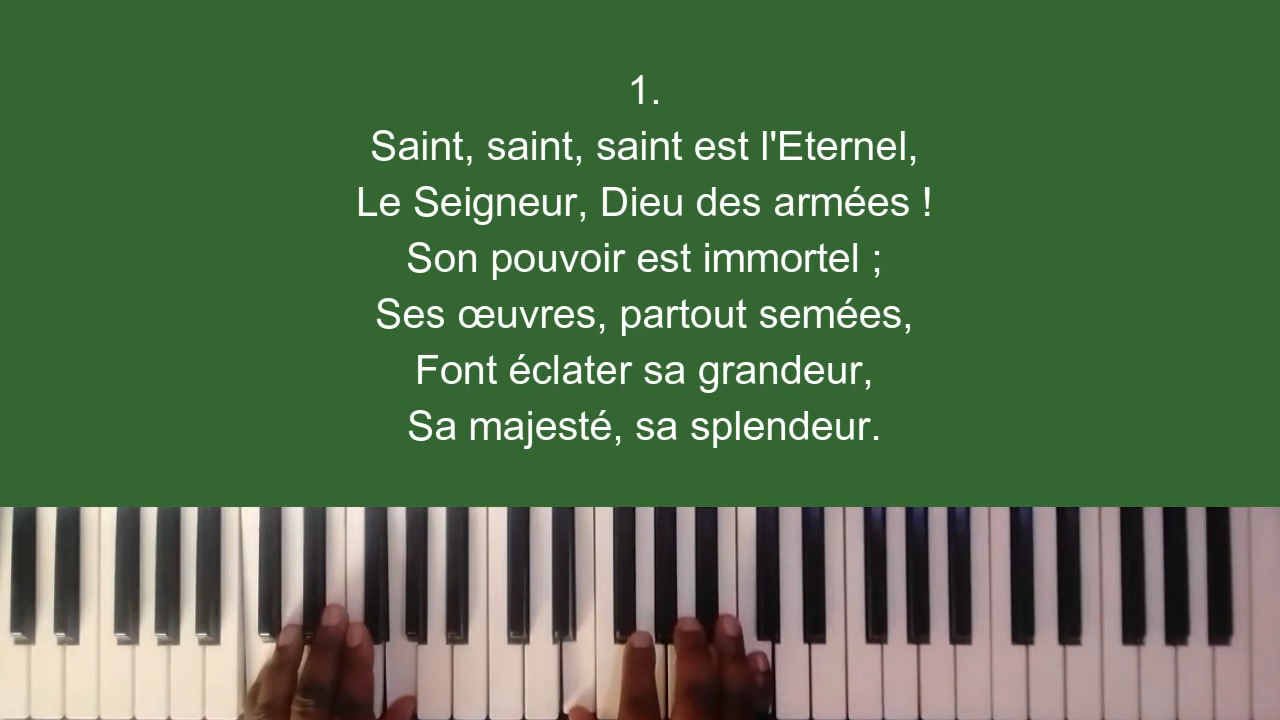 1.
Saint, saint, saint est l'Eternel,
Le Seigneur, Dieu des armées !
Son pouvoir est immortel ;
Ses œuvres, partout semées,
Font éclater sa grandeur,
Sa majesté, sa splendeur.